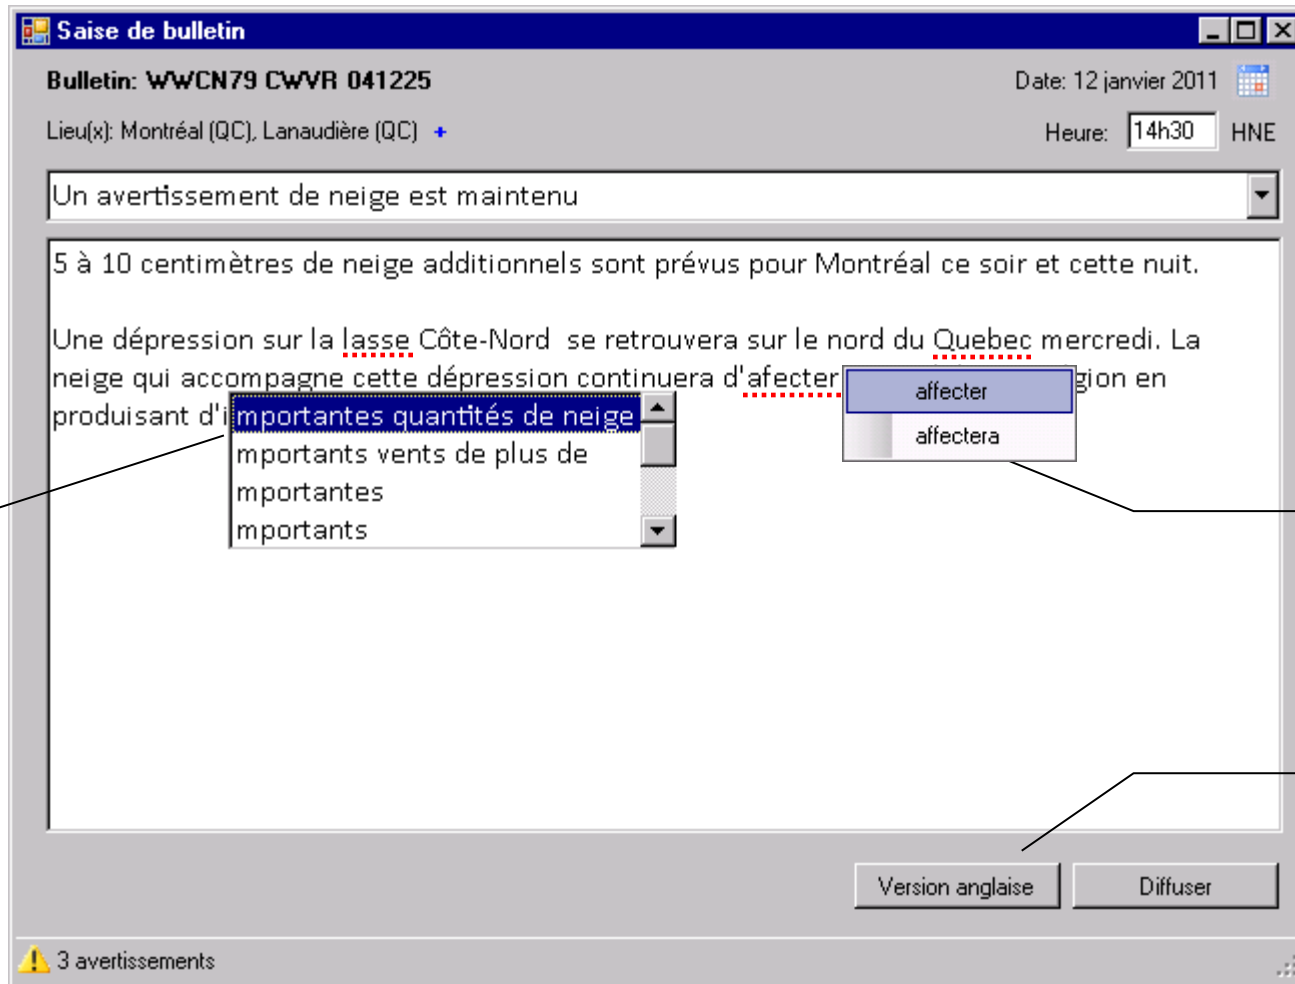 Saise de bulletin
Bulletin: WWCN79 CWVR 041225
Date: 12 janvier 2011
Lieu(x): Montréal (QC), Lanaudière (QC) +
Heure: 14h30 HNE
Un avertissement de neige est maintenu
5 à 10 centimètres de neige additionnels sont prévus pour Montréal ce soir et cette nuit.
Une dépression sur la lasse Côte-Nord  se retrouvera sur le nord du Quebec mercredi. La
neige qui accompagne cette dépression continuera d'afecter gion en
produisant d'i
mportantes quantités de neige
mportants vents de plus de
mportantes
mportants
affecter
affectera
Version anglaise
Diffuser
3 avertissements